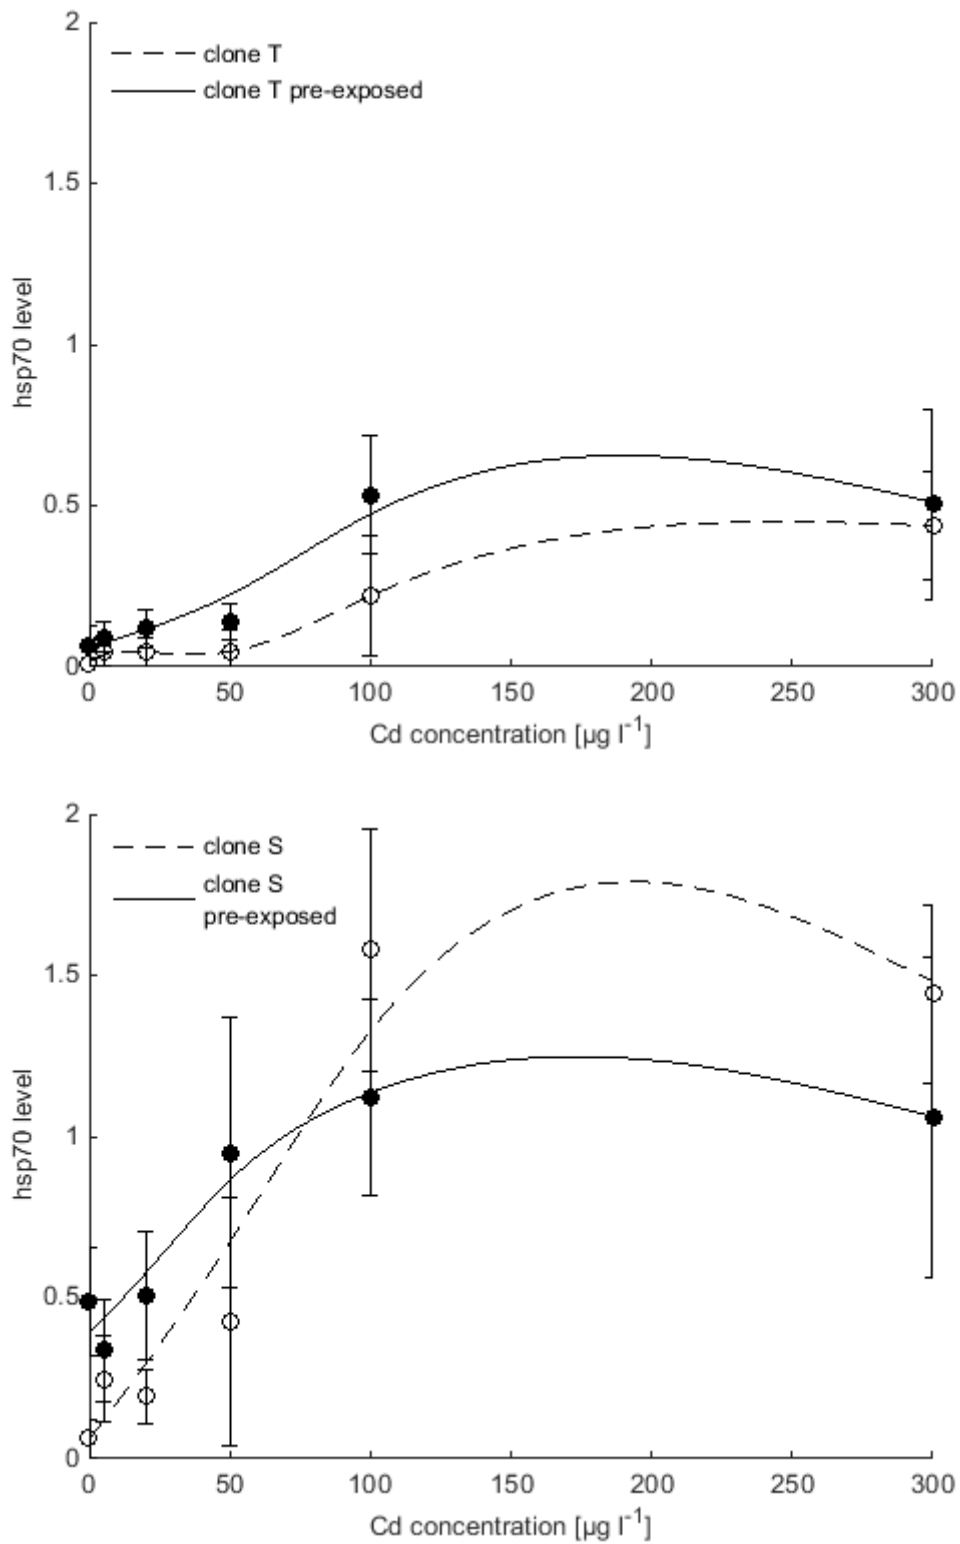 2
clone T
clone T pre-exposed
1.5
1
hsp70 level
0.5
0
0 50 100 150 200 250 300
Cd concentration [µg l-1]
2
clone S
clone S
pre-exposed
1.5
1
hsp70 level
0.5
0
0 50 100 150 200 250 300
Cd concentration [µg l-1]